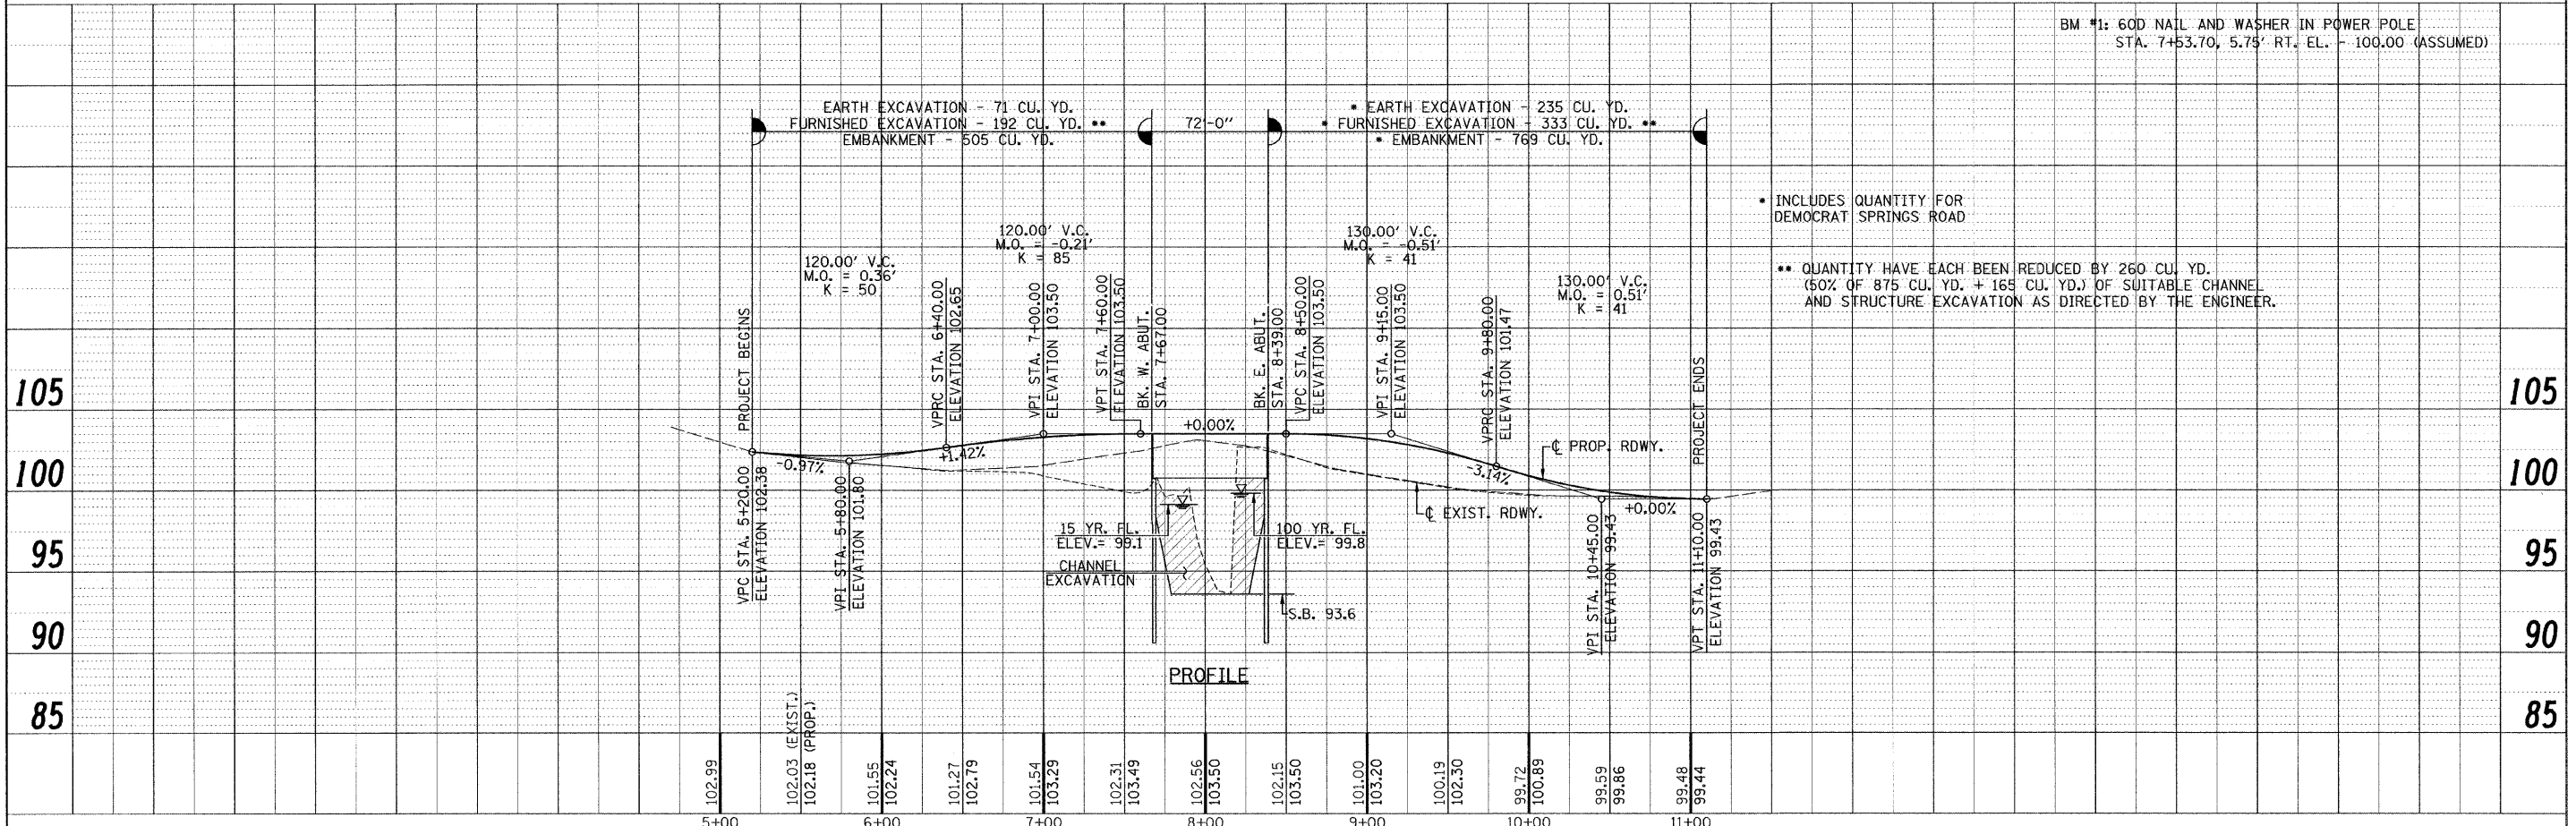 BM #1: 60D NAIL AND WASHER IN POWER POLE
STA. 7+53.70, 5.75' RT. EL. - 100.00 (ASSUMED)
EARTH EXCAVATION - 71 CU. YD.
FURNISHED EXCAVATION - 192 CU. YD. **
EMBANKMENT - 505 CU. YD.
72'-0"
* EARTH EXCAVATION - 235 CU. YD.
* FURNISHED EXCAVATION - 333 CU. YD. **
* EMBANKMENT - 769 CU. YD.
* INCLUDES QUANTITY FOR
DEMOCRAT SPRINGS ROAD
** QUANTITY HAVE EACH BEEN REDUCED BY 260 CU. YD.
(50% OF 875 CU. YD. + 165 CU. YD.) OF SUITABLE CHANNEL
AND STRUCTURE EXCAVATION AS DIRECTED BY THE ENGINEER.
120.00' V.C.
M.O. = 0.36'
K = 50
120.00' V.C.
M.O. = -0.21'
K = 85
130.00' V.C.
M.O. = -0.51'
K = 41
130.00' V.C.
M.O. = 0.51'
K = 41
PROJECT BEGINS
VPC STA. 5+20.00
ELEVATION 102.38
VPI STA. 5+80.00
ELEVATION 101.80
VPRC STA. 6+40.00
ELEVATION 102.65
VPI STA. 7+00.00
ELEVATION 103.50
VPT STA. 7+60.00
ELEVATION 103.50
BK. W. ABUT.
STA. 7+67.00
BK. E. ABUT.
STA. 8+39.00
VPC STA. 8+50.00
ELEVATION 103.50
VPI STA. 9+15.00
ELEVATION 103.50
VPRC STA. 9+80.00
ELEVATION 101.47
VPI STA. 10+45.00
ELEVATION 99.43
PROJECT ENDS
VPT STA. 11+10.00
ELEVATION 99.43
-0.97%
+1.42%
+0.00%
-3.14%
+0.00%
℄ PROP. RDWY.
℄ EXIST. RDWY.
15 YR. FL.
ELEV.= 99.1
100 YR. FL.
ELEV.= 99.8
CHANNEL
EXCAVATION
S.B. 93.6
PROFILE
105
100
95
90
85
105
100
95
90
85
102.99
102.03 (EXIST.)
102.18 (PROP.)
101.55
102.24
101.27
102.79
101.54
103.29
102.31
103.49
102.56
103.50
102.15
103.50
101.00
103.20
100.19
102.30
99.72
100.89
99.59
99.86
99.48
99.44
5+00
6+00
7+00
8+00
9+00
10+00
11+00